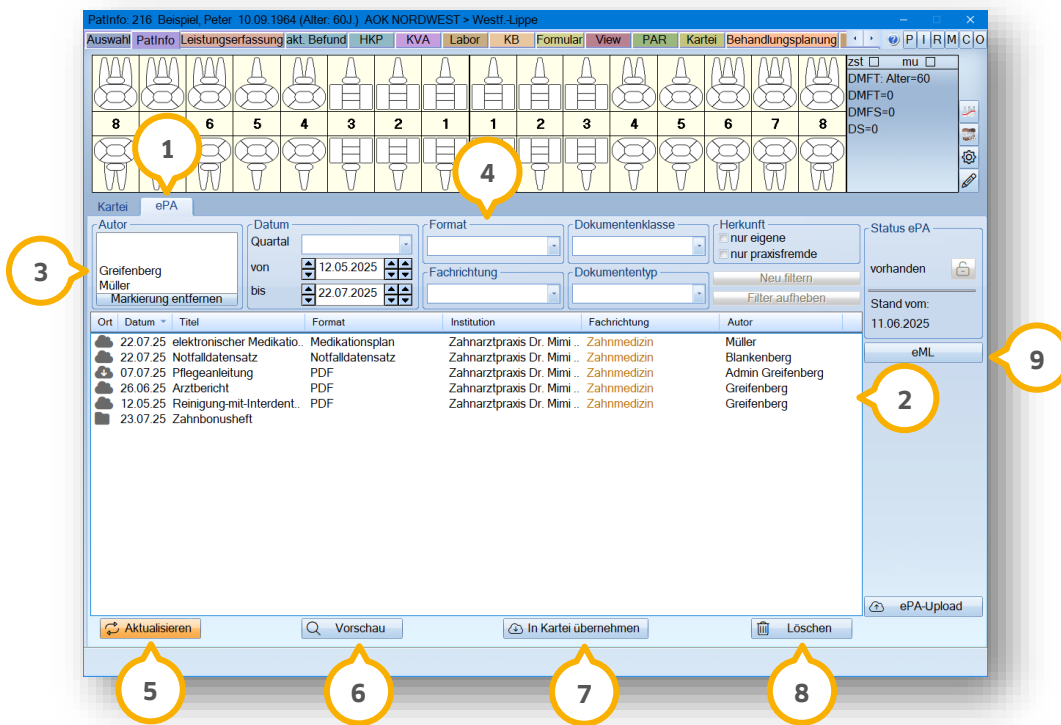 PatInfo: 216 Beispiel, Peter 10.09.1964 (Alter: 60J.) AOK NORDWEST > Westf.-Lippe
Auswahl PatInfo Leistungserfassung akt. Befund HKP KVA Labor KB Formular View PAR Kartei Behandlungsplanung P I R M C O
zst mu
DMFT: Alter=60
DMFT=0
DMFS=0
DS=0
8 6 5 4 3 2 1 1 2 3 4 5 6 7 8
1
4
Kartei ePA
Autor Datum Format Dokumentenklasse Herkunft Status ePA
Quartal nur eigene
nur praxisfremde
3
Greifenberg von 12.05.2025 Fachrichtung Dokumententyp Neu filtern vorhanden
Müller bis 22.07.2025 Filter aufheben Stand vom:
Markierung entfernen 11.06.2025
Ort Datum Titel Format Institution Fachrichtung Autor
eML
9
22.07.25 elektronischer Medikatio.. Medikationsplan Zahnarztpraxis Dr. Mimi .. Zahnmedizin Müller
22.07.25 Notfalldatensatz Notfalldatensatz Zahnarztpraxis Dr. Mimi .. Zahnmedizin Blankenberg
07.07.25 Pflegeanleitung PDF Zahnarztpraxis Dr. Mimi .. Zahnmedizin Admin Greifenberg
26.06.25 Arztbericht PDF Zahnarztpraxis Dr. Mimi .. Zahnmedizin Greifenberg
12.05.25 Reinigung-mit-Interdent.. PDF Zahnarztpraxis Dr. Mimi .. Zahnmedizin Greifenberg
23.07.25 Zahnbonusheft
2
ePA-Upload
Aktualisieren Vorschau In Kartei übernehmen Löschen
5 6 7 8